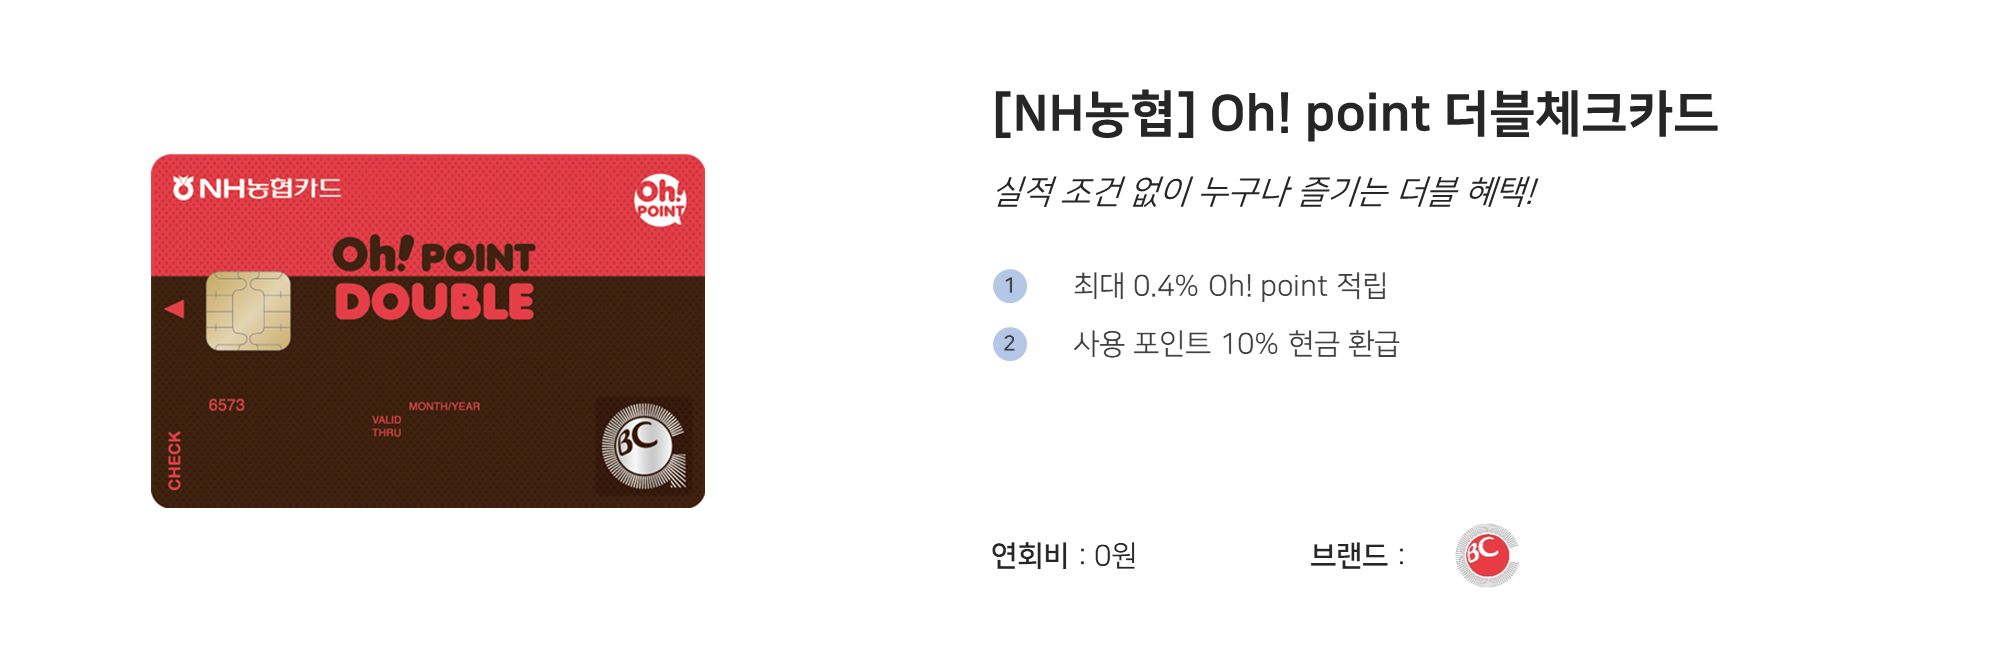 [NH농협] Oh! point 더블체크카드
실적 조건 없이 누구나 즐기는 더블 혜택!
1 최대 0.4% Oh! point 적립
2 사용 포인트 10% 현금 환급
연회비 : 0원
브랜드 : BC
NH농협카드
Oh! POINT
Oh! POINT
DOUBLE
6573
MONTH/YEAR
VALID
THRU
CHECK
BC